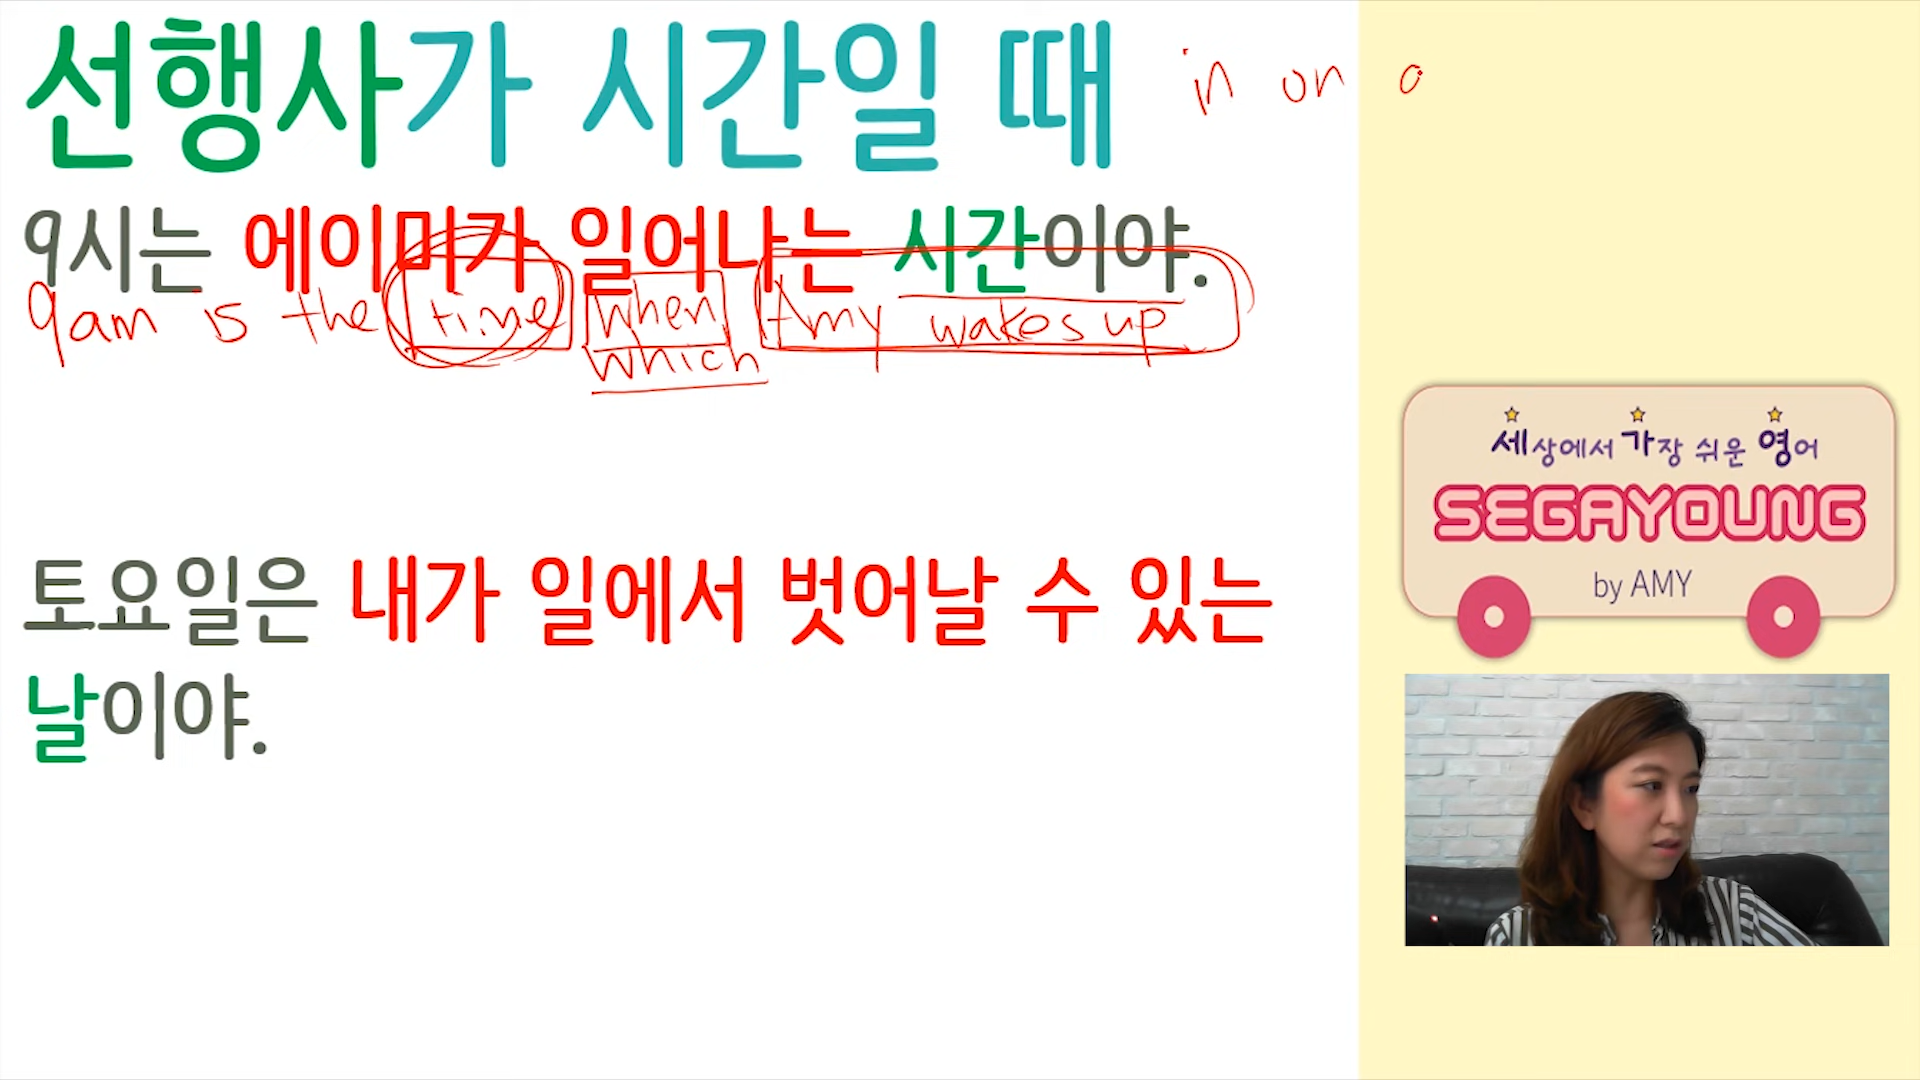 선행사가 시간일 때
in on a
9시는 에이미가 일어나는 시간이야.
9am is the time when Amy wakes up
which
토요일은 내가 일에서 벗어날 수 있는
날이야.
세상에서 가장 쉬운 영어
SEGAYOUNG
by AMY